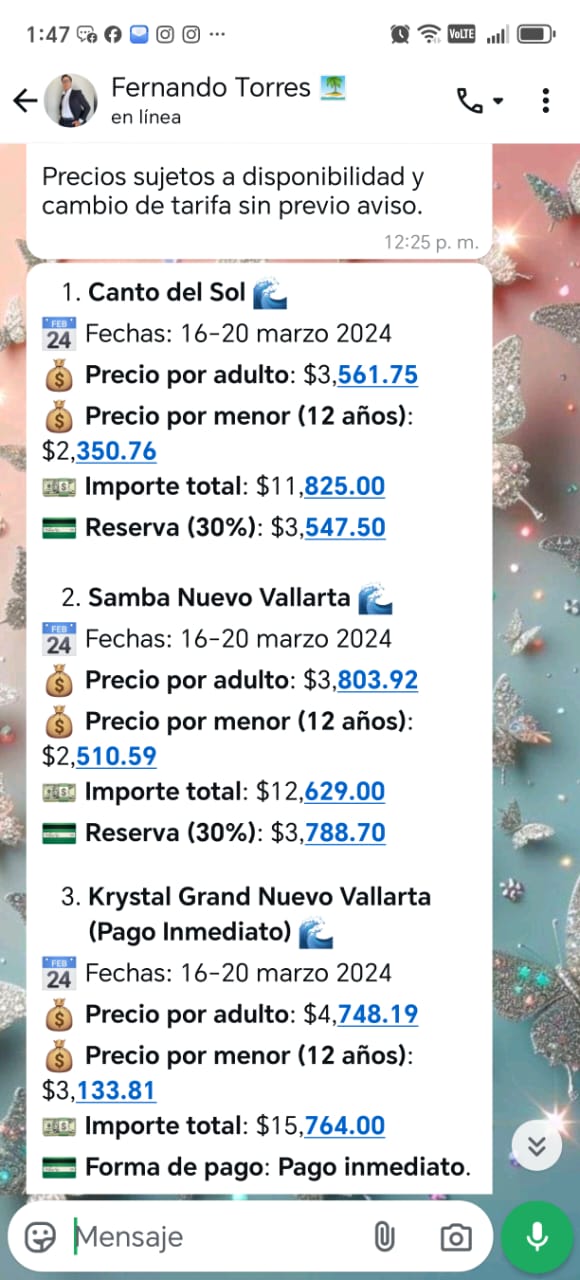 1:47
VoLTE
Fernando Torres 🏝️
en línea
Precios sujetos a disponibilidad y
cambio de tarifa sin previo aviso.
12:25 p. m.
1. Canto del Sol 🌊
📆 Fechas: 16-20 marzo 2024
💰 Precio por adulto: $3,561.75
💰 Precio por menor (12 años):
$2,350.76
💵 Importe total: $11,825.00
💳 Reserva (30%): $3,547.50
2. Samba Nuevo Vallarta 🌊
📆 Fechas: 16-20 marzo 2024
💰 Precio por adulto: $3,803.92
💰 Precio por menor (12 años):
$2,510.59
💵 Importe total: $12,629.00
💳 Reserva (30%): $3,788.70
3. Krystal Grand Nuevo Vallarta
(Pago Inmediato) 🌊
📆 Fechas: 16-20 marzo 2024
💰 Precio por adulto: $4,748.19
💰 Precio por menor (12 años):
$3,133.81
💵 Importe total: $15,764.00
💳 Forma de pago: Pago inmediato.
Mensaje